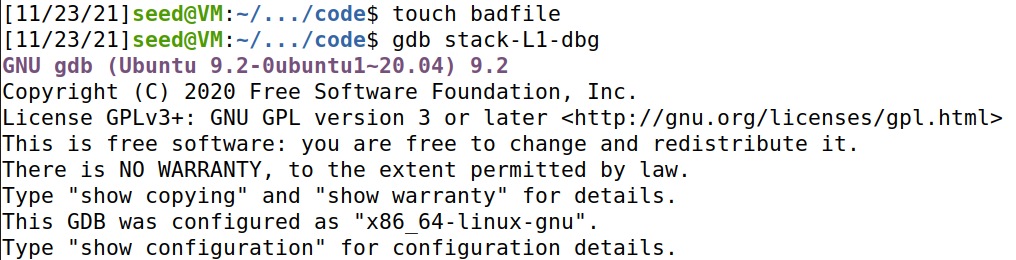 [11/23/21]seed@VM:~/.../code$ touch badfile
[11/23/21]seed@VM:~/.../code$ gdb stack-L1-dbg
GNU gdb (Ubuntu 9.2-0ubuntu1~20.04) 9.2
Copyright (C) 2020 Free Software Foundation, Inc.
License GPLv3+: GNU GPL version 3 or later <http://gnu.org/licenses/gpl.html>
This is free software: you are free to change and redistribute it.
There is NO WARRANTY, to the extent permitted by law.
Type "show copying" and "show warranty" for details.
This GDB was configured as "x86_64-linux-gnu".
Type "show configuration" for configuration details.